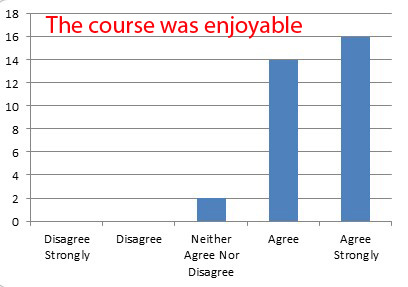 The course was enjoyable
18
16
14
12
10
8
6
4
2
0
Disagree Strongly
Disagree
Neither Agree Nor Disagree
Agree
Agree Strongly